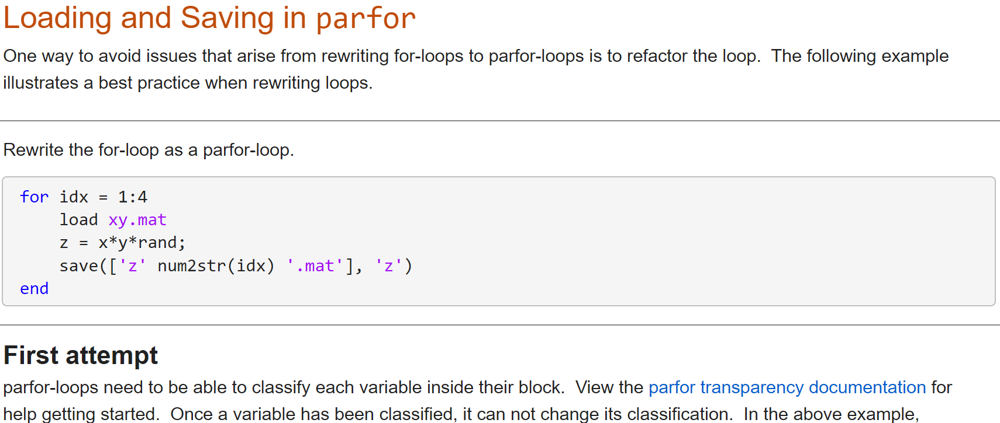 Loading and Saving in parfor
One way to avoid issues that arise from rewriting for-loops to parfor-loops is to refactor the loop.  The following example
illustrates a best practice when rewriting loops.
Rewrite the for-loop as a parfor-loop.
for idx = 1:4
    load xy.mat
    z = x*y*rand;
    save(['z' num2str(idx) '.mat'], 'z')
end
First attempt
parfor-loops need to be able to classify each variable inside their block.  View the parfor transparency documentation for
help getting started.  Once a variable has been classified, it can not change its classification.  In the above example,